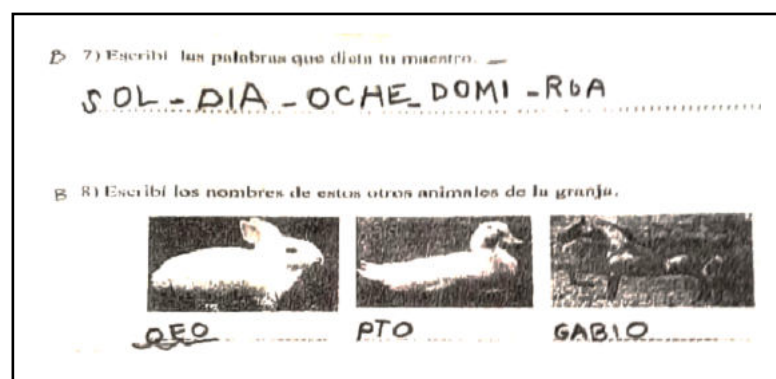 B 7) Escribí las palabras que dicta tu maestro.
SOL - DIA - OCHE - DOMI - RGA
B 8) Escribí los nombres de estos otros animales de la granja.
OEO PTO GABIO